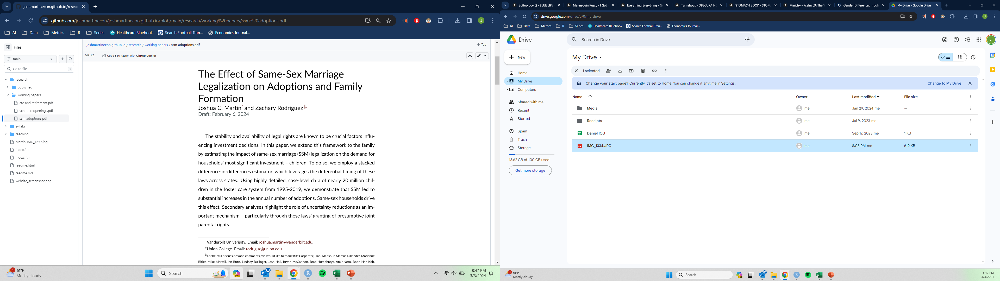 joshmartinecon.github.io/resea
github.com/joshmartinecon/joshmartinecon.github.io/blob/main/research/working%20papers/ssm%20adoptions.pdf
J
AI
Data
Metrics
R
Series
Healthcare Bluebook
Search Football Tran...
Economics Journal...
Files
main
Go to file
t
research
published
working papers
cte and retirement.pdf
school reopenings.pdf
ssm adoptions.pdf
syllabi
teaching
Martin-IMG_1657.jpg
index.Rmd
index.html
readme.html
readme.md
website_screenshot.png
joshmartinecon.github.io / research / working papers / ssm adoptions.pdf
Top
964 KB
Code 55% faster with GitHub Copilot
The Effect of Same-Sex Marriage
Legalization on Adoptions and Family
Formation
Joshua C. Martin* and Zachary Rodriguez†‡
Draft: February 6, 2024
The stability and availability of legal rights are known to be crucial factors influ-
encing investment decisions. In this paper, we extend this framework to the family
by estimating the impact of same-sex marriage (SSM) legalization on the demand for
households' most significant investment – children. To do so, we employ a stacked
difference-in-differences estimator, which leverages the differential timing of these
laws across states. Using highly detailed, case-level data of nearly 20 million chil-
dren in the foster care system from 1995-2019, we demonstrate that SSM led to
substantial increases in the annual number of adoptions. Same-sex households drive
this effect. Secondary analyses highlight the role of uncertainty reductions as an im-
portant mechanism – particularly through these laws' granting of presumptive joint
parental rights.
*Vanderbilt Univerisity. Email: joshua.martin@vanderbilt.edu.
†Union College. Email: rodriguz@union.edu.
‡For helpful discussions and comments, we would like to thank Kitt Carpenter, Hani Mansour, Marcus Dillender, Marianne
Bitler, Mike Martell, Ian Burn, Lindsey Bullinger, Josh Hall, Bryan McCannon, Brad Humphreys, Amir Neto, Boon Han Koh,
1
61°F
Mostly cloudy
Search
PRE
R
8:47 PM
3/3/2024
ScHoolboy Q - BLUE LIPS
Mannequin Pussy - I Got
Everything Everything - G
Turnabout - OBSCURA NO
STOMACH BOOK - STOM
Ministry - Psalm 69: The W
Gender Differences in Job
My Drive - Google Drive
drive.google.com/drive/u/0/my-drive
J
AI
Data
Metrics
R
Series
Healthcare Bluebook
Search Football Tran...
Economics Journal...
Drive
Search in Drive
J
New
Home
My Drive
Computers
Shared with me
Recent
Starred
Spam
Trash
Storage
13.62 GB of 100 GB used
Get more storage
My Drive
1 selected
Change your start page? Currently it's set to Home. You can change it anytime in Settings.
Change to My Drive
Name
Owner
Last modified
File size
Media
me
Jan 29, 2024 me
—
Receipts
me
Jul 9, 2023 me
—
Daniel IOU
me
Sep 17, 2023 me
1 KB
IMG_1334.JPG
me
8:08 PM me
619 KB
1
61°F
Mostly cloudy
Search
R
8:47 PM
3/3/2024